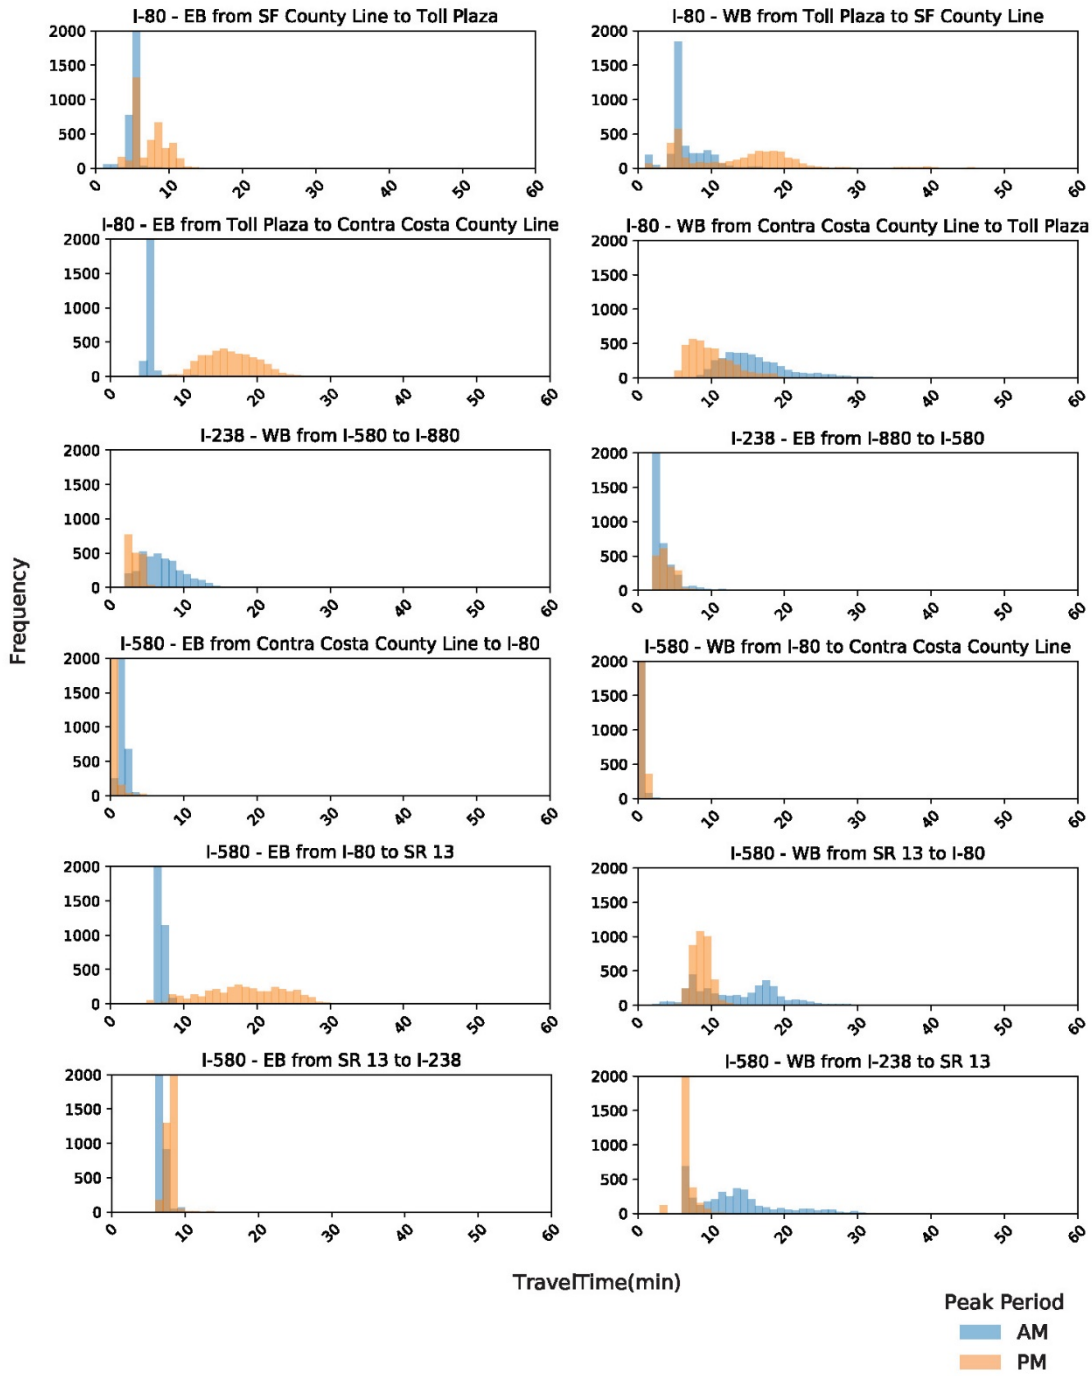 I-80 - EB from SF County Line to Toll Plaza
2000
1500
1000
500
0
0 10 20 30 40 50 60
I-80 - WB from Toll Plaza to SF County Line
2000
1500
1000
500
0
0 10 20 30 40 50 60
I-80 - EB from Toll Plaza to Contra Costa County Line
2000
1500
1000
500
0
0 10 20 30 40 50 60
I-80 - WB from Contra Costa County Line to Toll Plaza
2000
1500
1000
500
0
0 10 20 30 40 50 60
I-238 - WB from I-580 to I-880
2000
1500
1000
500
0
0 10 20 30 40 50 60
I-238 - EB from I-880 to I-580
2000
1500
1000
500
0
0 10 20 30 40 50 60
Frequency
I-580 - EB from Contra Costa County Line to I-80
2000
1500
1000
500
0
0 10 20 30 40 50 60
I-580 - WB from I-80 to Contra Costa County Line
2000
1500
1000
500
0
0 10 20 30 40 50 60
I-580 - EB from I-80 to SR 13
2000
1500
1000
500
0
0 10 20 30 40 50 60
I-580 - WB from SR 13 to I-80
2000
1500
1000
500
0
0 10 20 30 40 50 60
I-580 - EB from SR 13 to I-238
2000
1500
1000
500
0
0 10 20 30 40 50 60
I-580 - WB from I-238 to SR 13
2000
1500
1000
500
0
0 10 20 30 40 50 60
TravelTime(min)
Peak Period
AM
PM